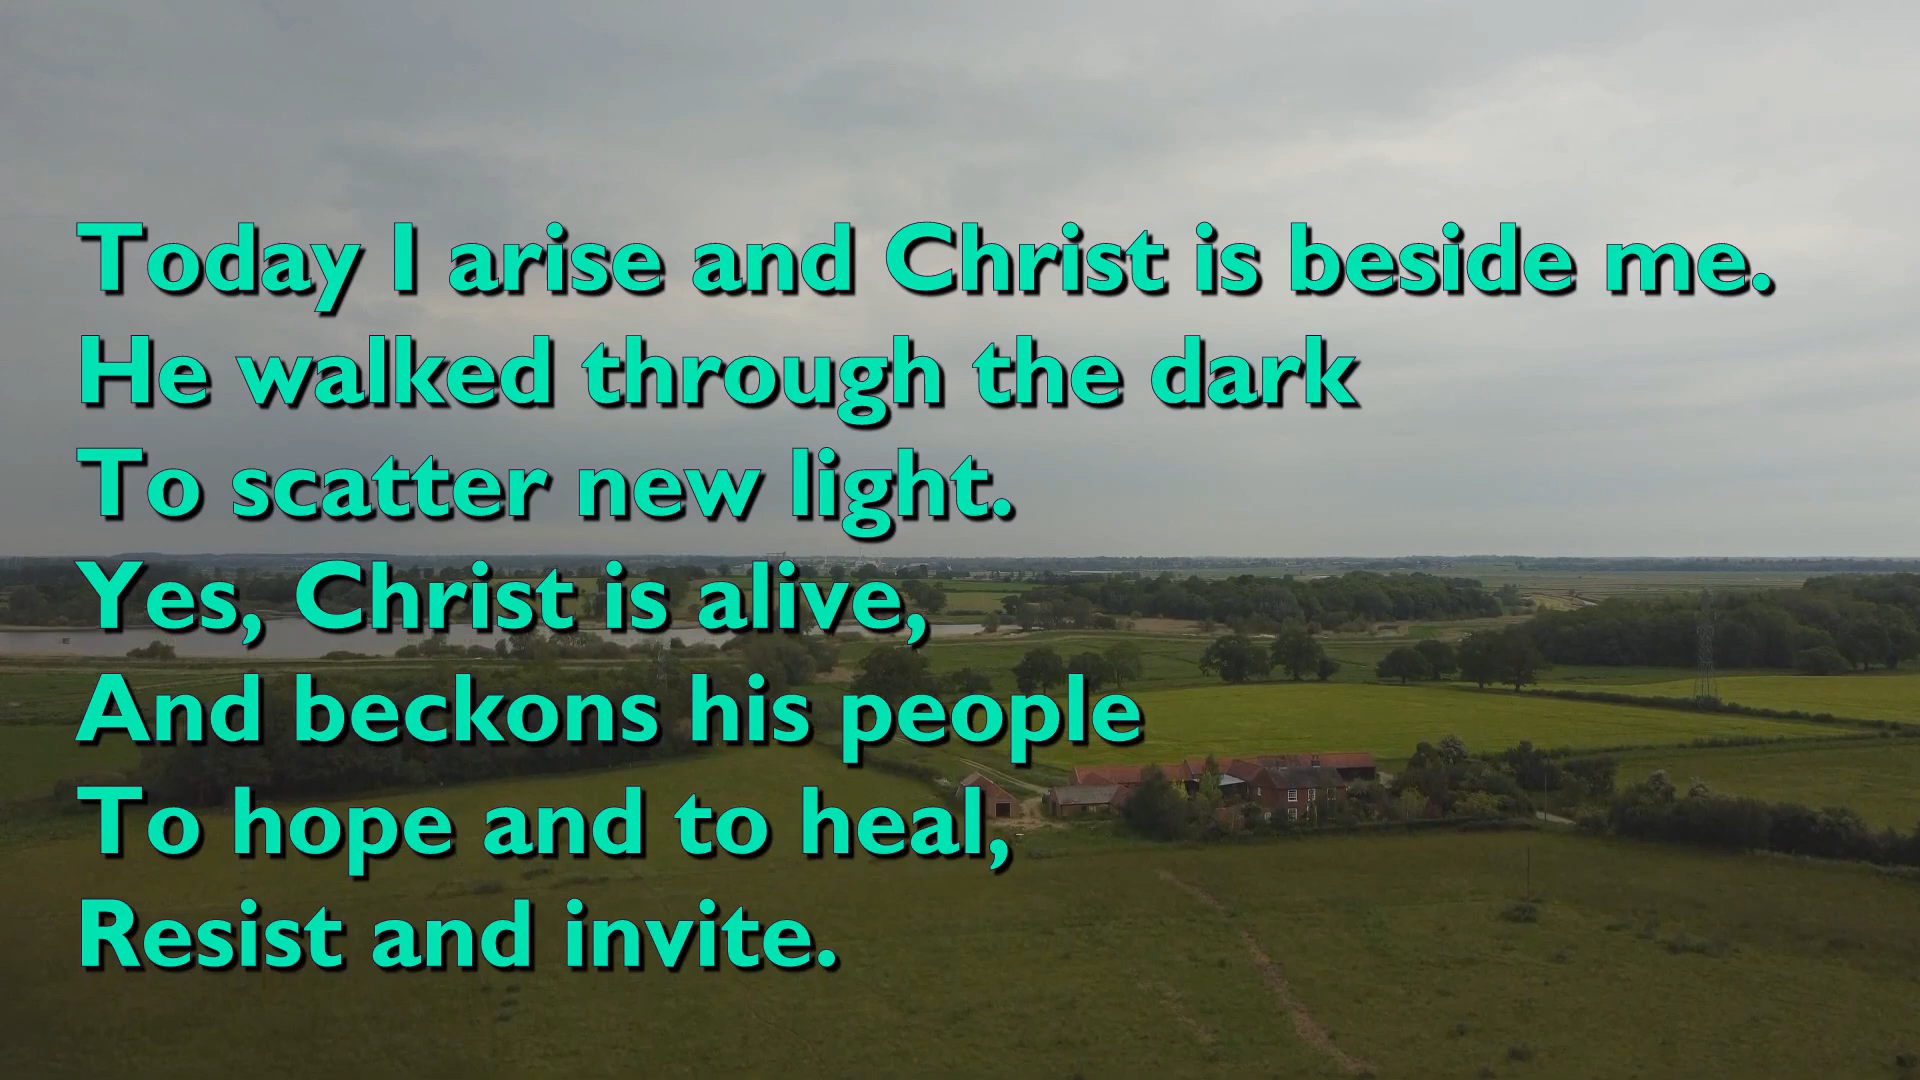 Today I arise and Christ is beside me.
He walked through the dark
To scatter new light.
Yes, Christ is alive,
And beckons his people
To hope and to heal,
Resist and invite.